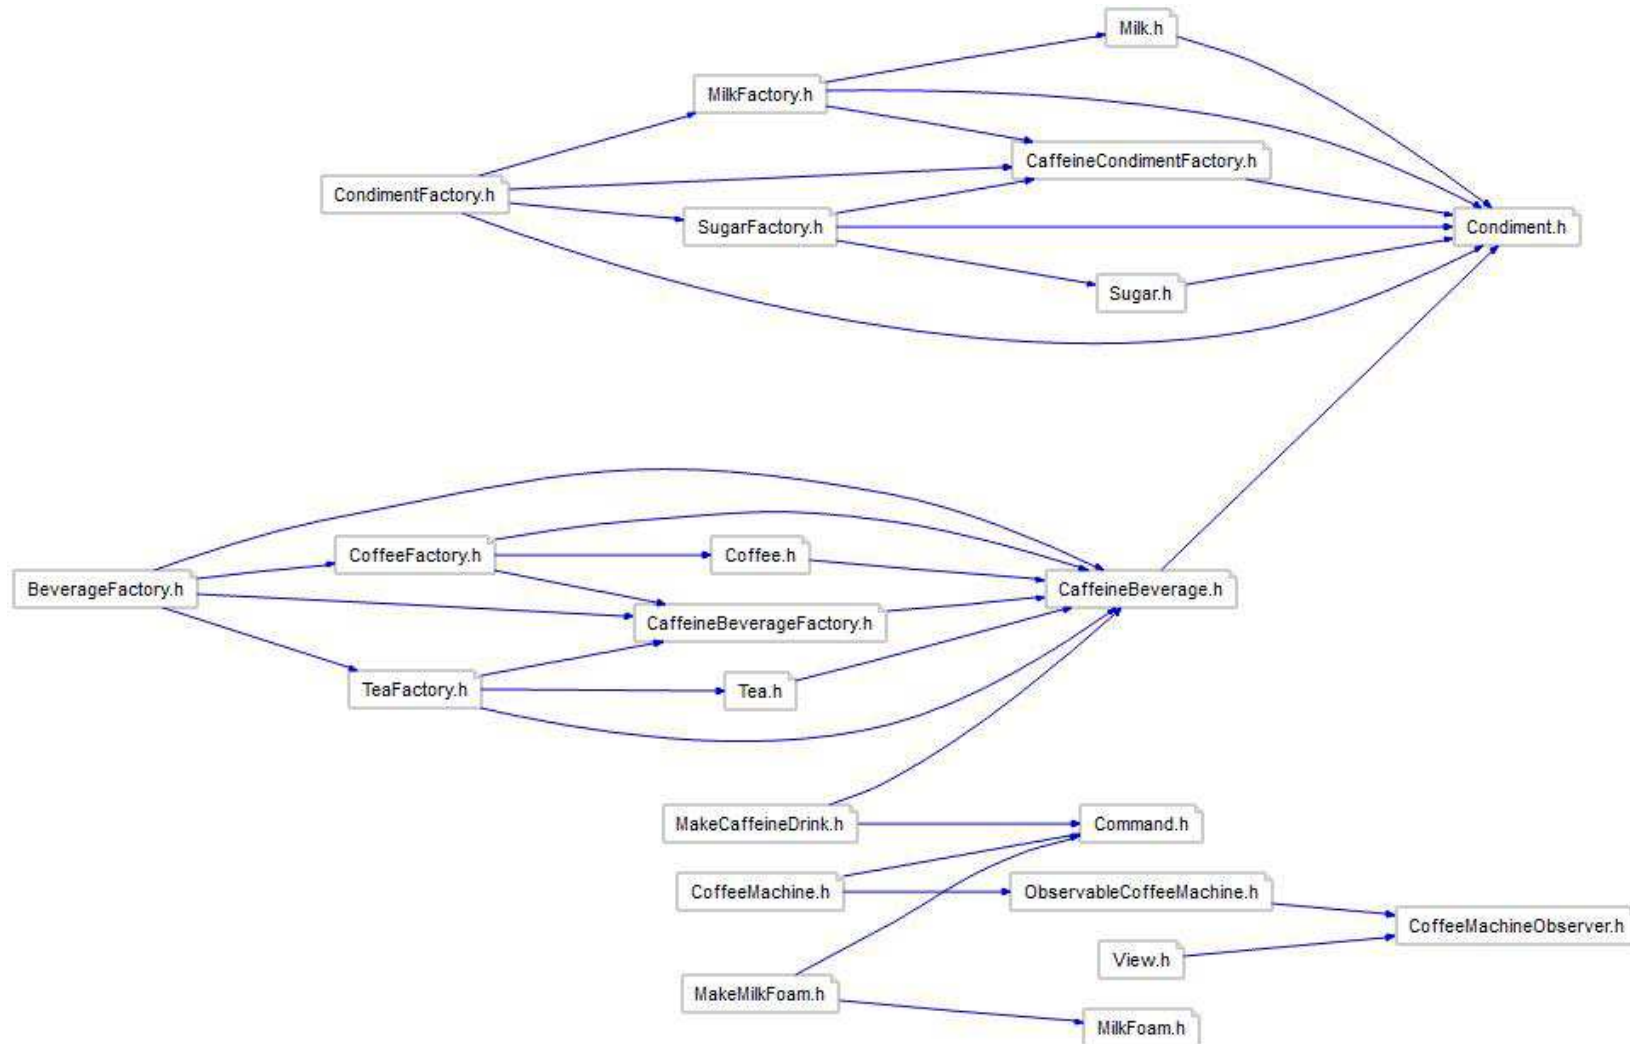 Milk.h
MilkFactory.h
CaffeineCondimentFactory.h
CondimentFactory.h
SugarFactory.h
Condiment.h
Sugar.h
CoffeeFactory.h
Coffee.h
BeverageFactory.h
CaffeineBeverage.h
CaffeineBeverageFactory.h
TeaFactory.h
Tea.h
MakeCaffeineDrink.h
Command.h
CoffeeMachine.h
ObservableCoffeeMachine.h
CoffeeMachineObserver.h
View.h
MakeMilkFoam.h
MilkFoam.h